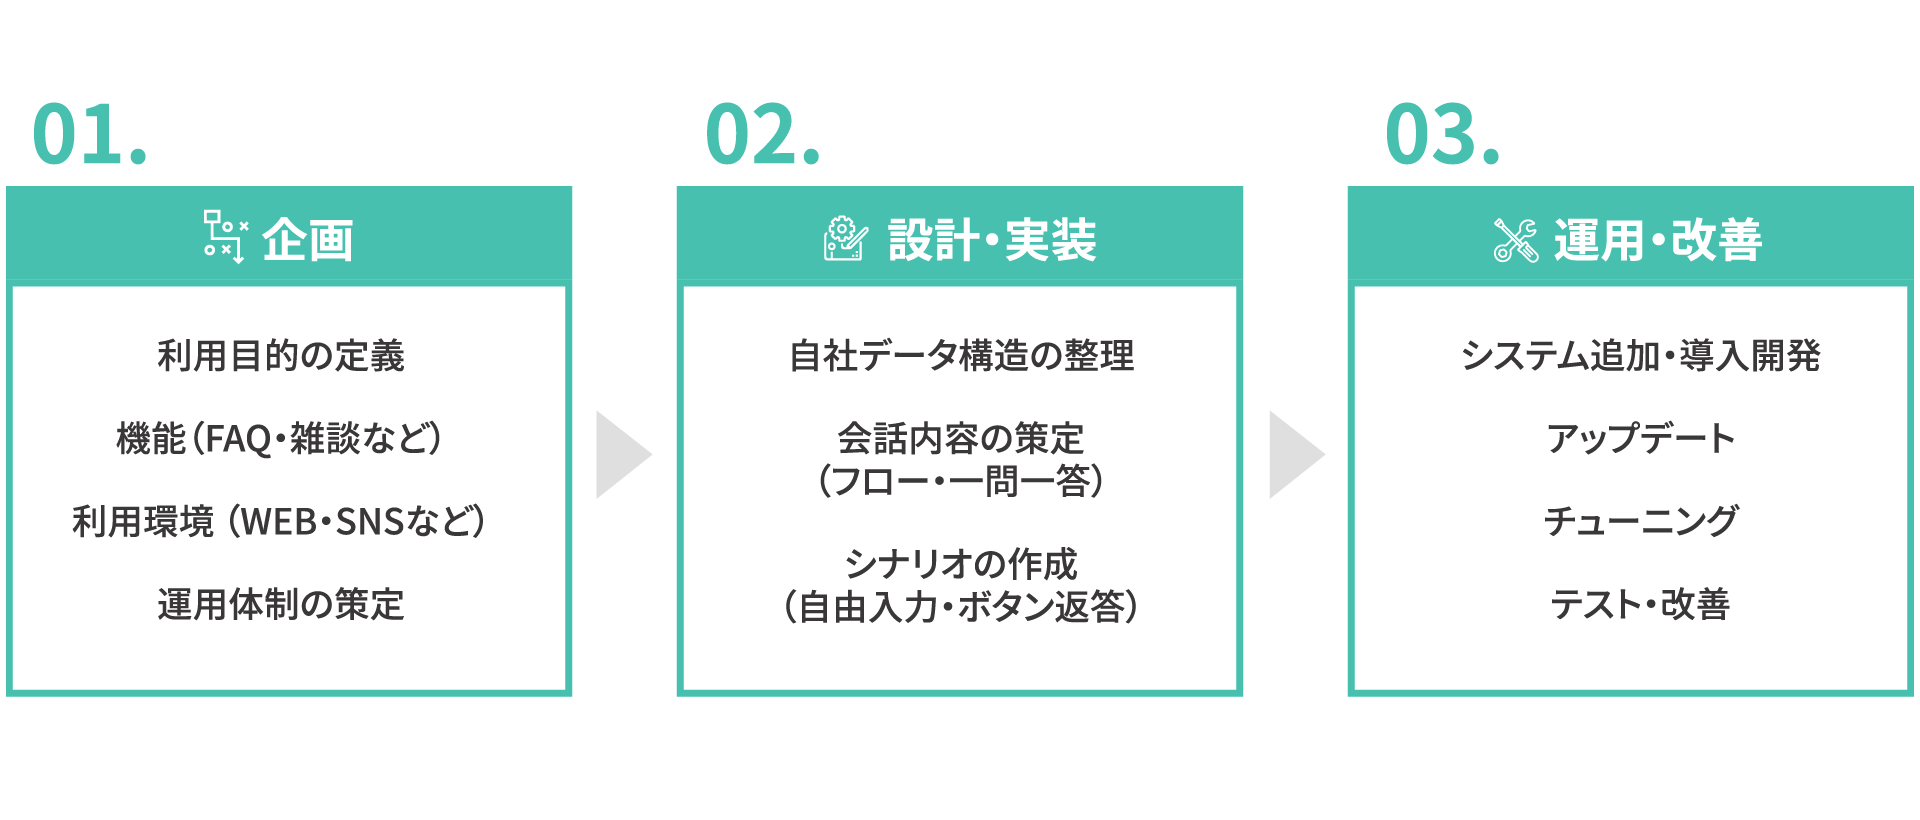 01.
企画
利用目的の定義
機能（FAQ・雑談など）
利用環境（WEB・SNSなど）
運用体制の策定
02.
設計・実装
自社データ構造の整理
会話内容の策定
（フロー・一問一答）
シナリオの作成
（自由入力・ボタン返答）
03.
運用・改善
システム追加・導入開発
アップデート
チューニング
テスト・改善